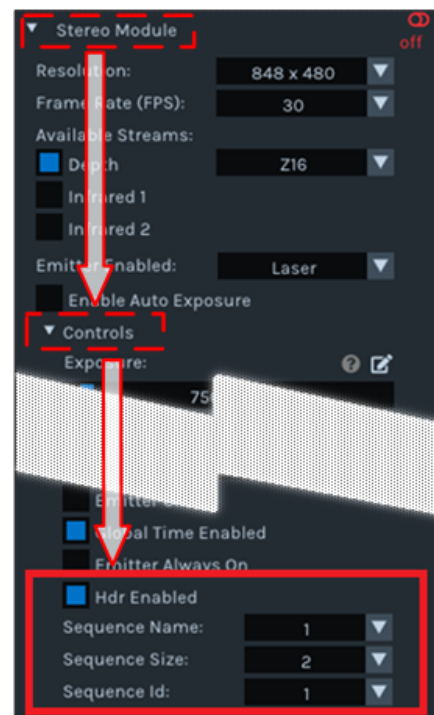 Stereo Module
off
Resolution: 848 x 480
Frame Rate (FPS): 30
Available Streams:
Depth Z16
Infrared 1
Infrared 2
Emitter Enabled: Laser
Enable Auto Exposure
Controls
Exposure:
Global Time Enabled
Emitter Always On
Hdr Enabled
Sequence Name: 1
Sequence Size: 2
Sequence Id: 1